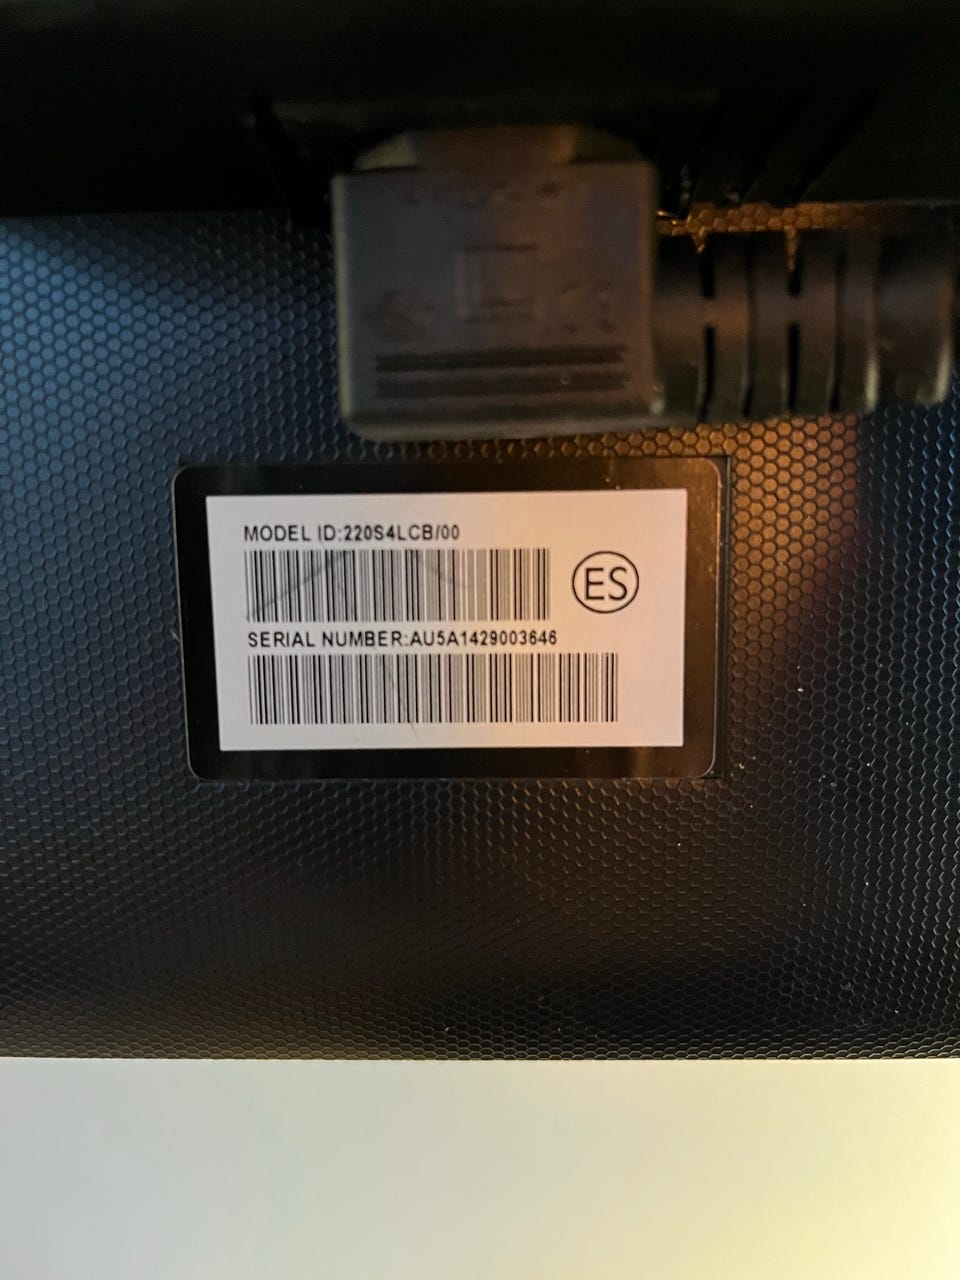 MODEL ID:220S4LCB/00
ES
SERIAL NUMBER:AU5A1429003646